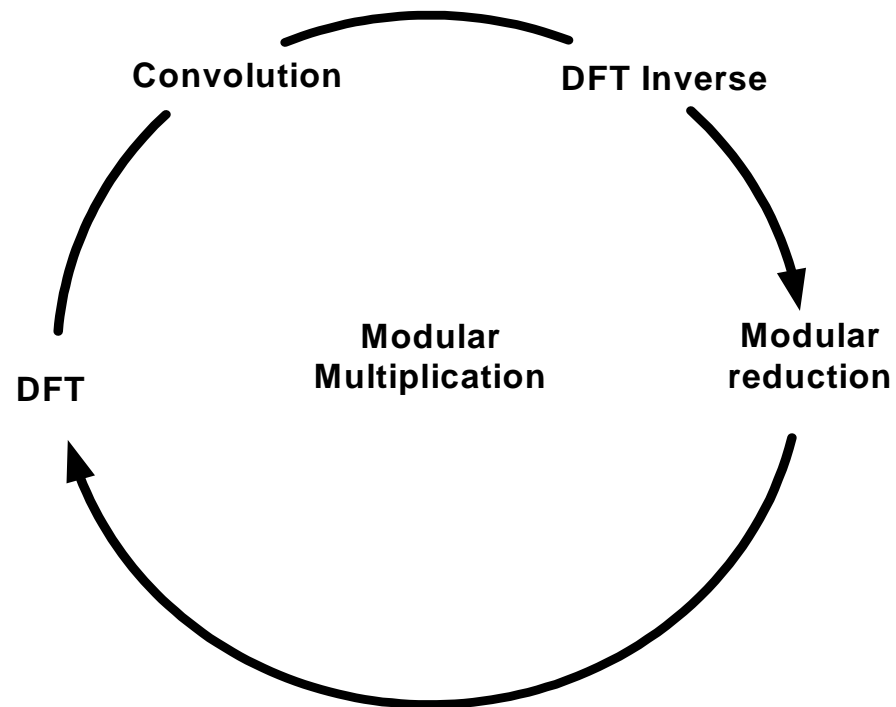 Convolution
DFT Inverse
Modular
Multiplication
Modular
reduction
DFT